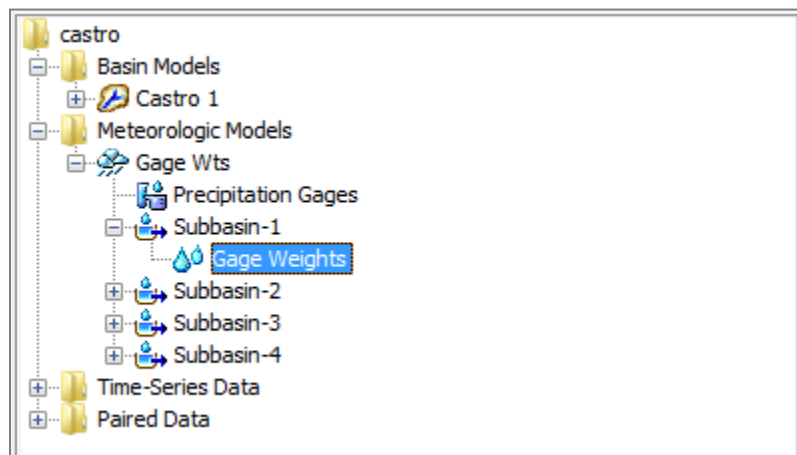 castro
Basin Models
Castro 1
Meteorologic Models
Gage Wts
Precipitation Gages
Subbasin-1
Gage Weights
Subbasin-2
Subbasin-3
Subbasin-4
Time-Series Data
Paired Data